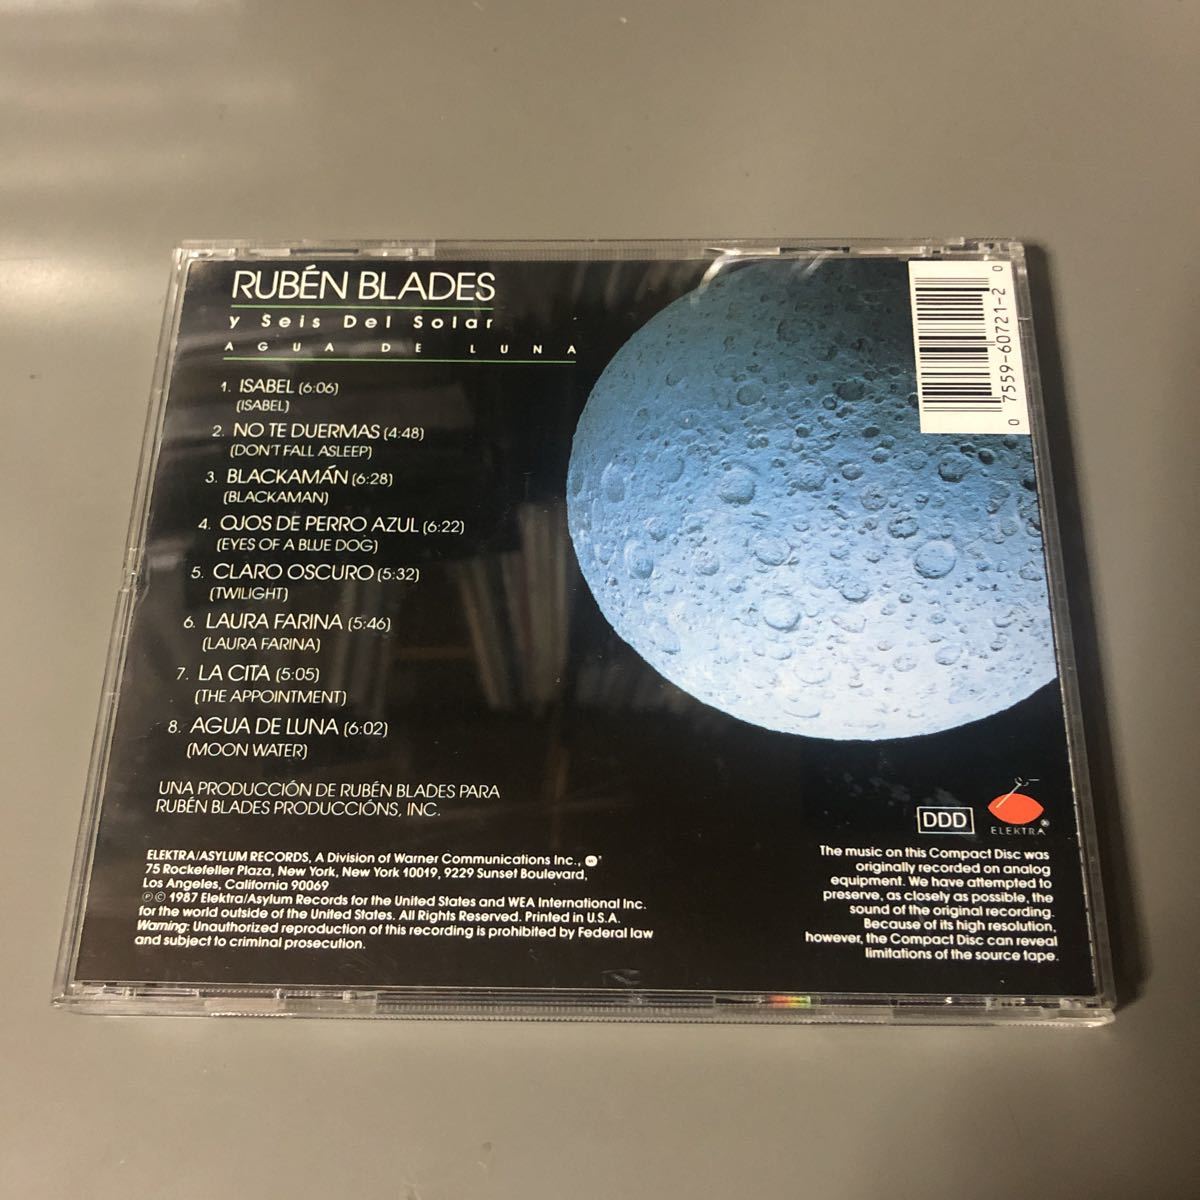 RUBÉN BLADES
y Seis Del Solar
AGUA DE LUNA
1. ISABEL (6:06)
(ISABEL)
2. NO TE DUERMAS (4:48)
(DON'T FALL ASLEEP)
3. BLACKAMÁN (6:28)
(BLACKAMAN)
4. OJOS DE PERRO AZUL (6:22)
(EYES OF A BLUE DOG)
5. CLARO OSCURO (5:32)
(TWILIGHT)
6. LAURA FARINA (5:46)
(LAURA FARINA)
7. LA CITA (5:05)
(THE APPOINTMENT)
8. AGUA DE LUNA (6:02)
(MOON WATER)
UNA PRODUCCIÓN DE RUBÉN BLADES PARA
RUBÉN BLADES PRODUCCIÓNS, INC.
ELEKTRA/ASYLUM RECORDS, A Division of Warner Communications Inc.,
75 Rockefeller Plaza, New York, New York 10019, 9229 Sunset Boulevard,
Los Angeles, California 90069
℗© 1987 Elektra/Asylum Records for the United States and WEA International Inc.
for the world outside of the United States. All Rights Reserved. Printed in U.S.A.
Warning: Unauthorized reproduction of this recording is prohibited by Federal law
and subject to criminal prosecution.
0 7559-60721-2 0
DDD
ELEKTRA®
The music on this Compact Disc was
originally recorded on analog
equipment. We have attempted to
preserve, as closely as possible, the
sound of the original recording.
Because of its high resolution,
however, the Compact Disc can reveal
limitations of the source tape.